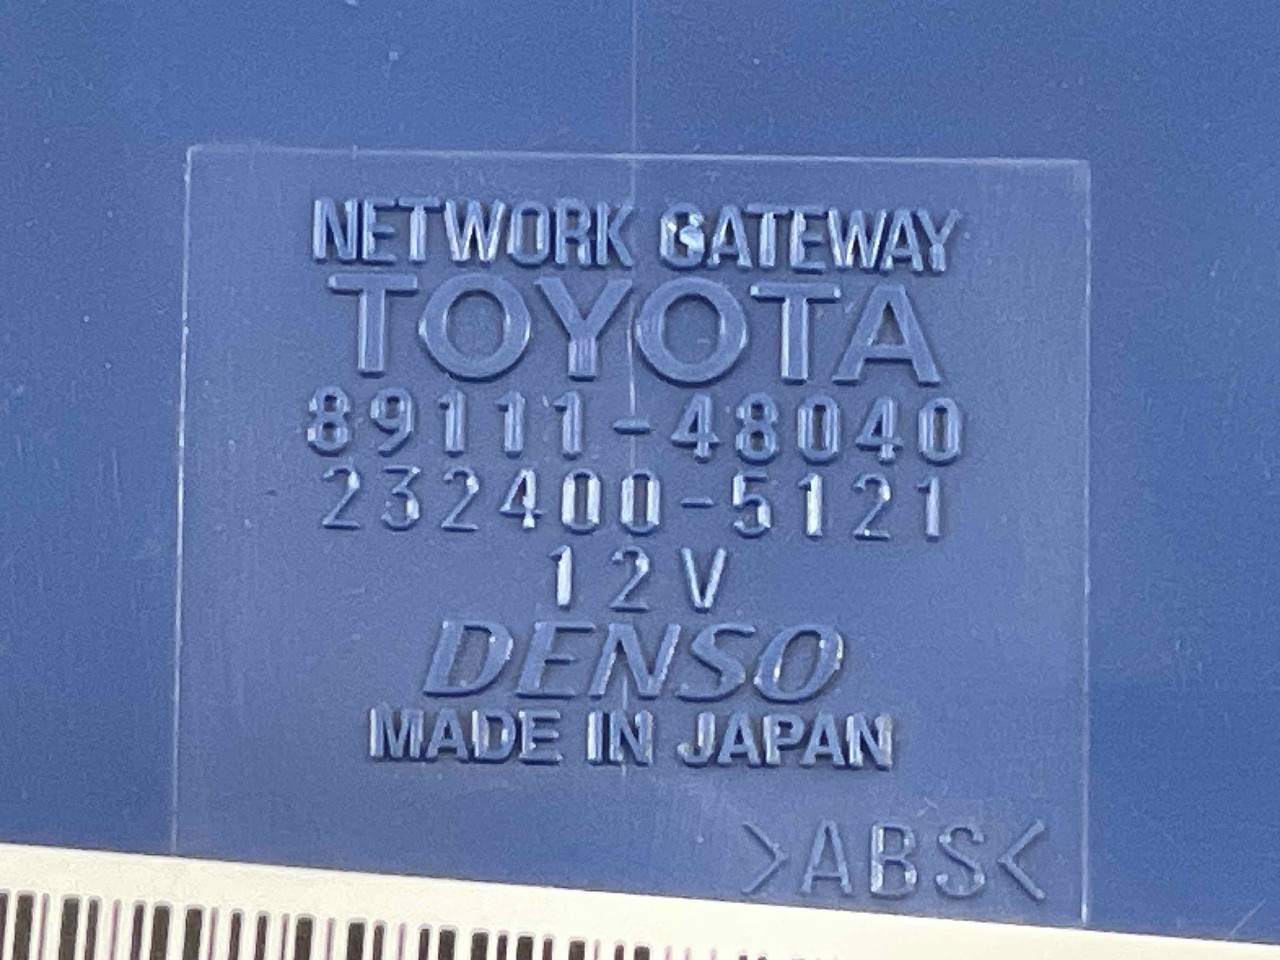 NETWORK GATEWAY
TOYOTA
89111-48040
232400-5121
12V
DENSO
MADE IN JAPAN
>ABS<